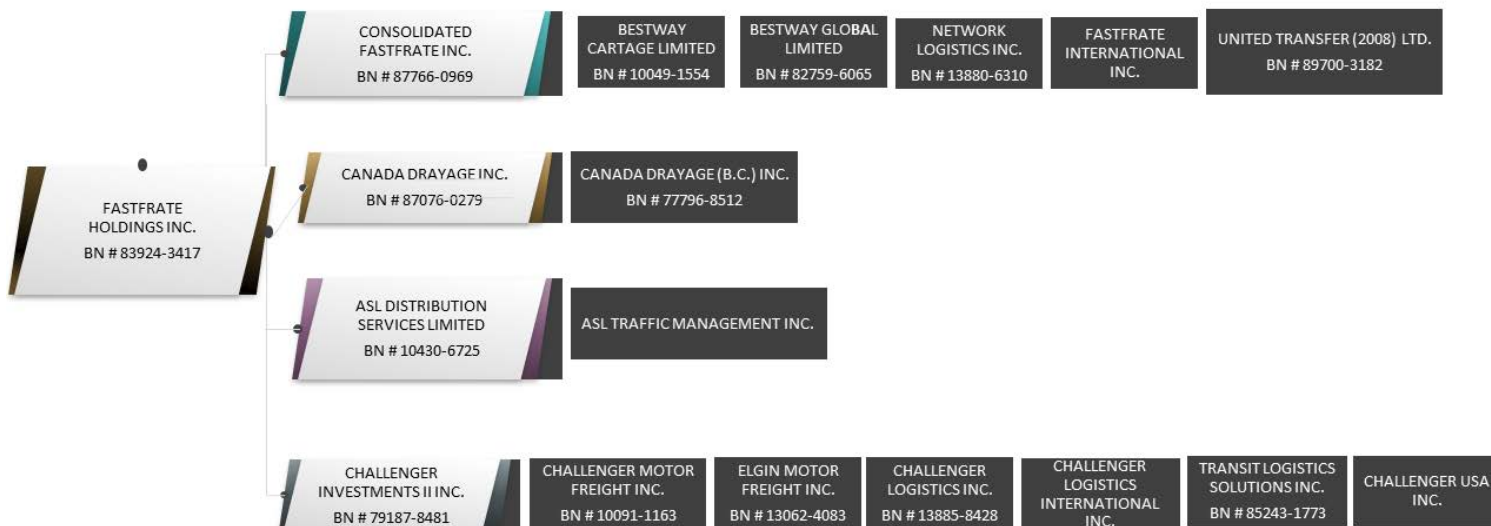 CONSOLIDATED
FASTFRATE INC.
BN # 87766-0969
BESTWAY
CARTAGE LIMITED
BN # 10049-1554
BESTWAY GLOBAL
LIMITED
BN # 82759-6065
NETWORK
LOGISTICS INC.
BN # 13880-6310
FASTFRATE
INTERNATIONAL
INC.
UNITED TRANSFER (2008) LTD.
BN # 89700-3182
FASTFRATE
HOLDINGS INC.
BN # 83924-3417
CANADA DRAYAGE INC.
BN # 87076-0279
CANADA DRAYAGE (B.C.) INC.
BN # 77796-8512
ASL DISTRIBUTION
SERVICES LIMITED
BN # 10430-6725
ASL TRAFFIC MANAGEMENT INC.
CHALLENGER
INVESTMENTS II INC.
BN # 79187-8481
CHALLENGER MOTOR
FREIGHT INC.
BN # 10091-1163
ELGIN MOTOR
FREIGHT INC.
BN # 13062-4083
CHALLENGER
LOGISTICS INC.
BN # 13885-8428
CHALLENGER
LOGISTICS
INTERNATIONAL
INC.
TRANSIT LOGISTICS
SOLUTIONS INC.
BN # 85243-1773
CHALLENGER USA
INC.